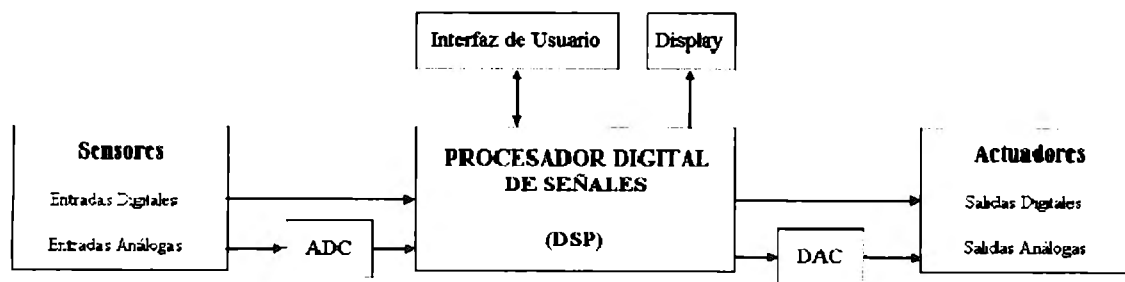 Interfaz de Usuario
Display
Sensores
Entradas Digitales
Entradas Análogas
ADC
PROCESADOR DIGITAL
DE SEÑALES
(DSP)
DAC
Actuadores
Salidas Digitales
Salidas Análogas